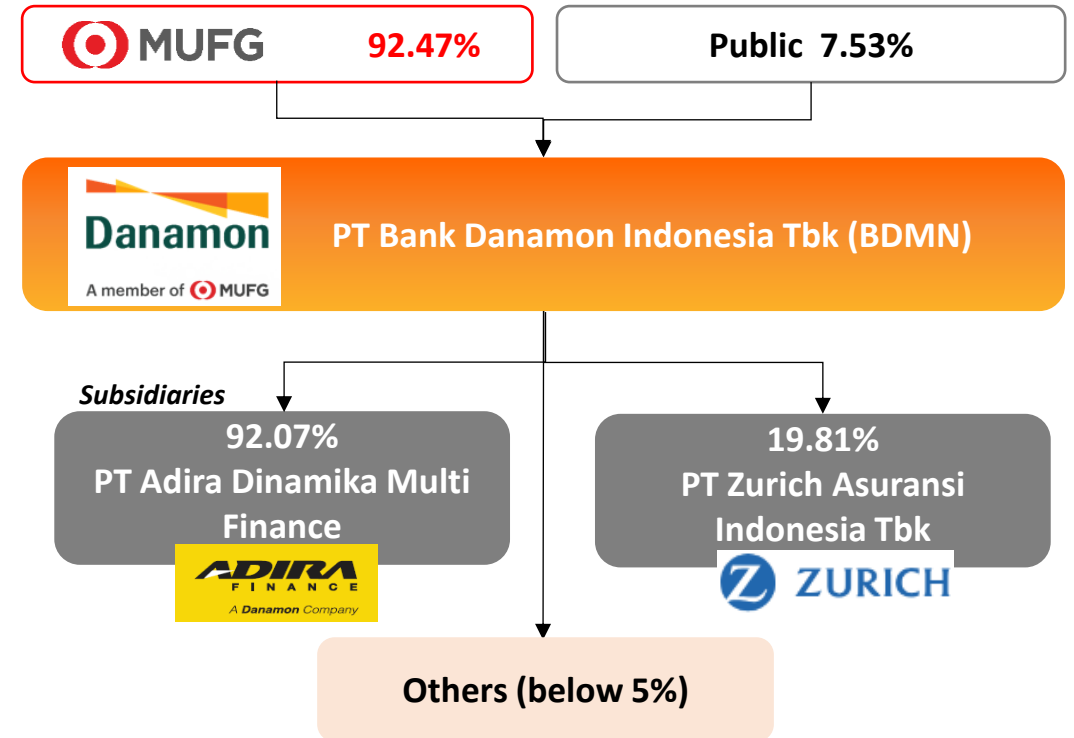 MUFG 92.47%
Public 7.53%
Danamon
A member of MUFG
PT Bank Danamon Indonesia Tbk (BDMN)
Subsidiaries
92.07%
PT Adira Dinamika Multi
Finance
ADIRA
FINANCE
A Danamon Company
19.81%
PT Zurich Asuransi
Indonesia Tbk
Z ZURICH
Others (below 5%)